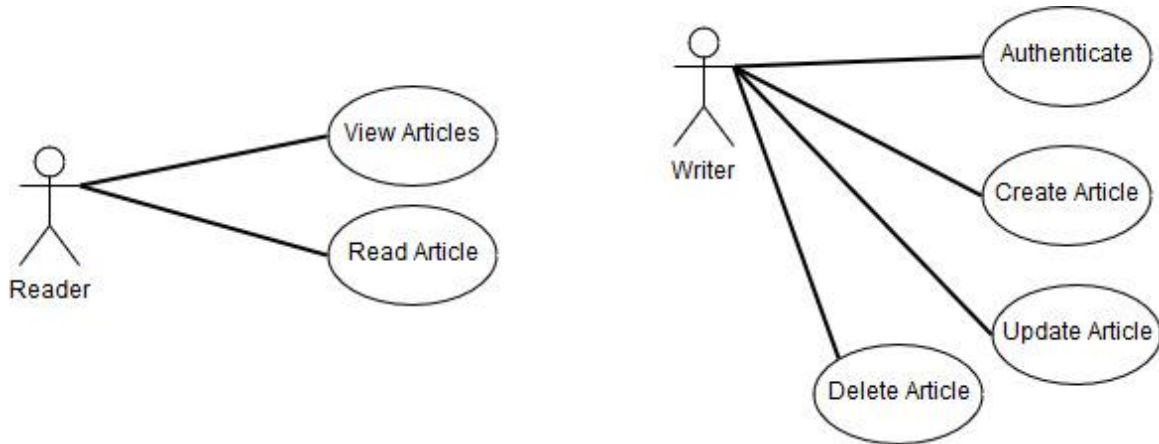 View Articles
Read Article
Reader
Authenticate
Writer
Create Article
Update Article
Delete Article